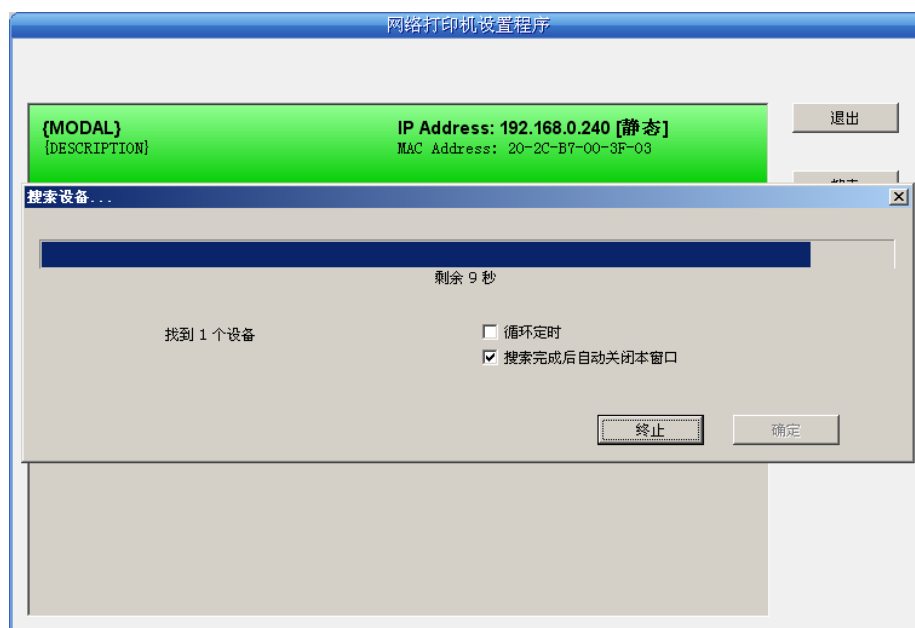 网络打印机设置程序
{MODAL}
IP Address: 192.168.0.240 [静态]
退出
{DESCRIPTION}
MAC Address: 20-2C-B7-00-3F-03
搜索设备...
剩余 9 秒
找到 1 个设备
循环定时
搜索完成后自动关闭本窗口
终止
确定